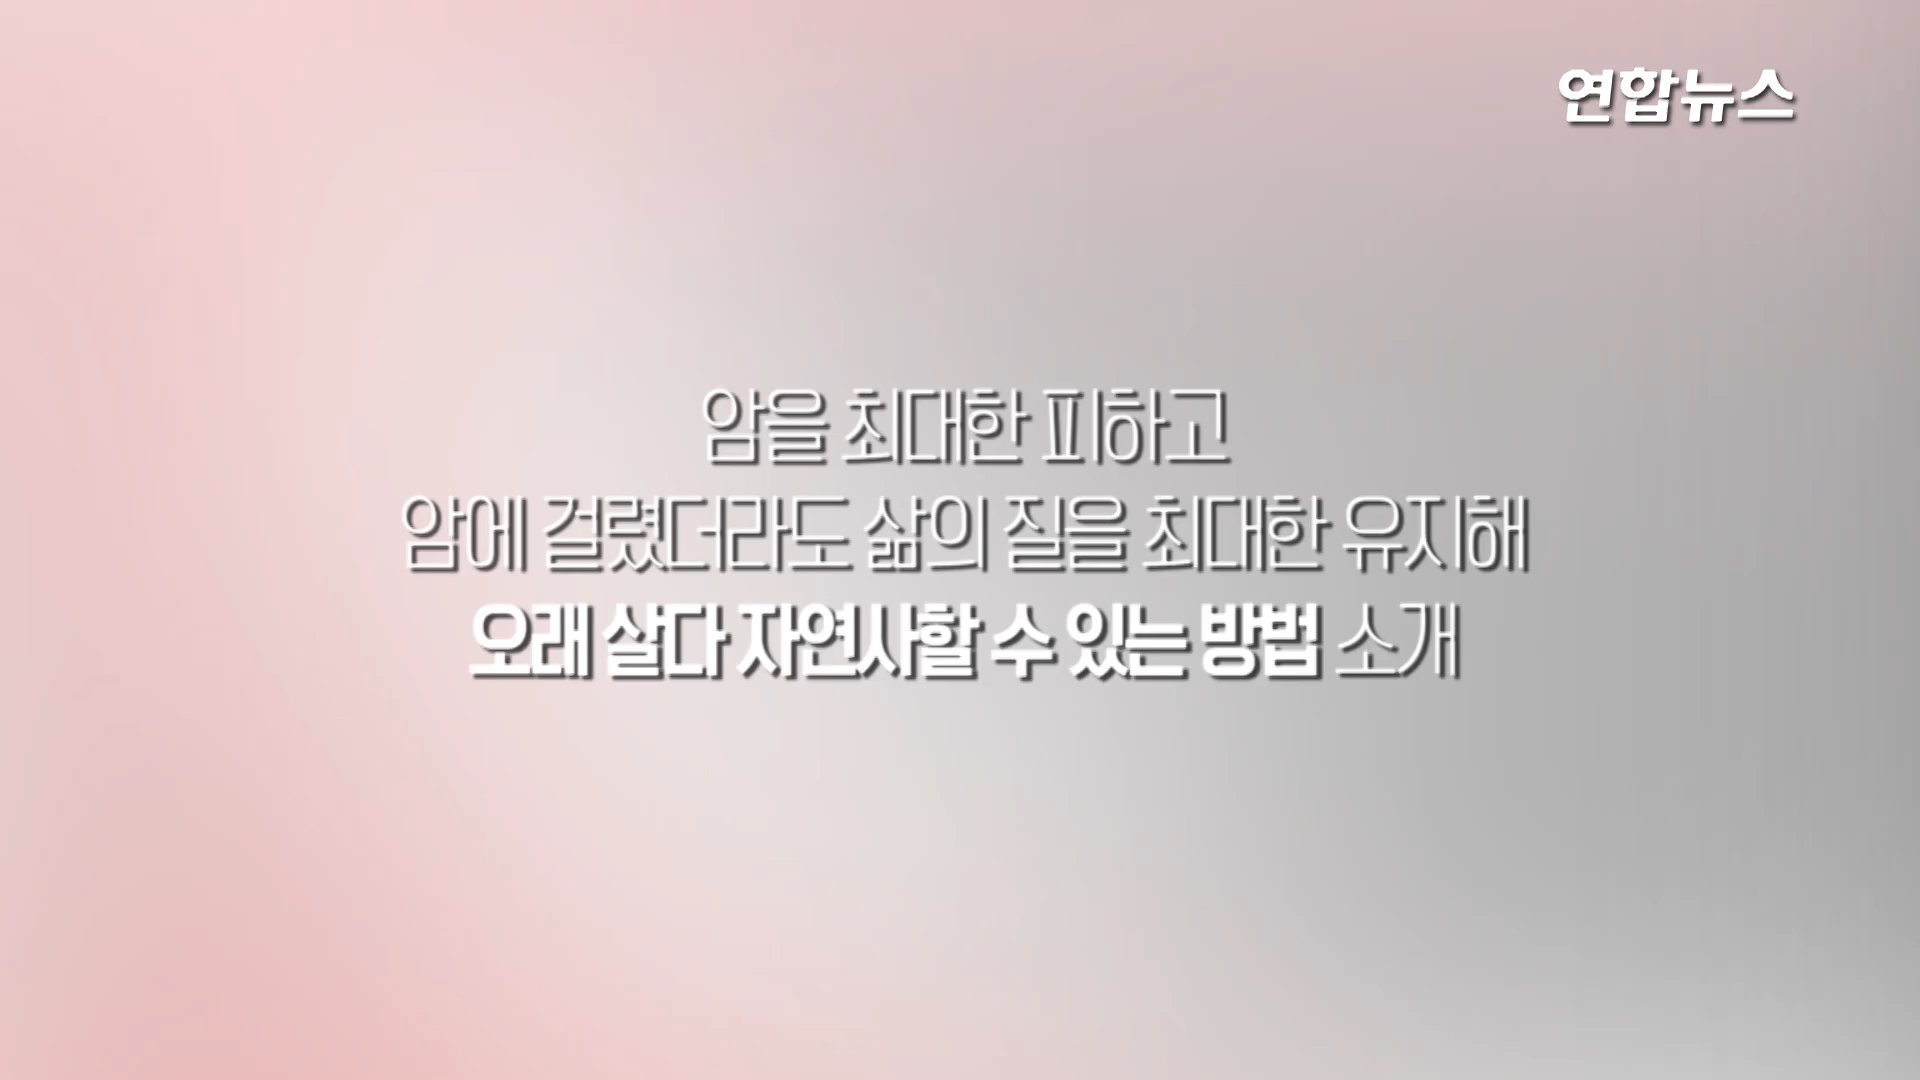 연합뉴스
암을 최대한 피하고
암에 걸렸더라도 삶의 질을 최대한 유지해
오래 살다 자연사할 수 있는 방법 소개